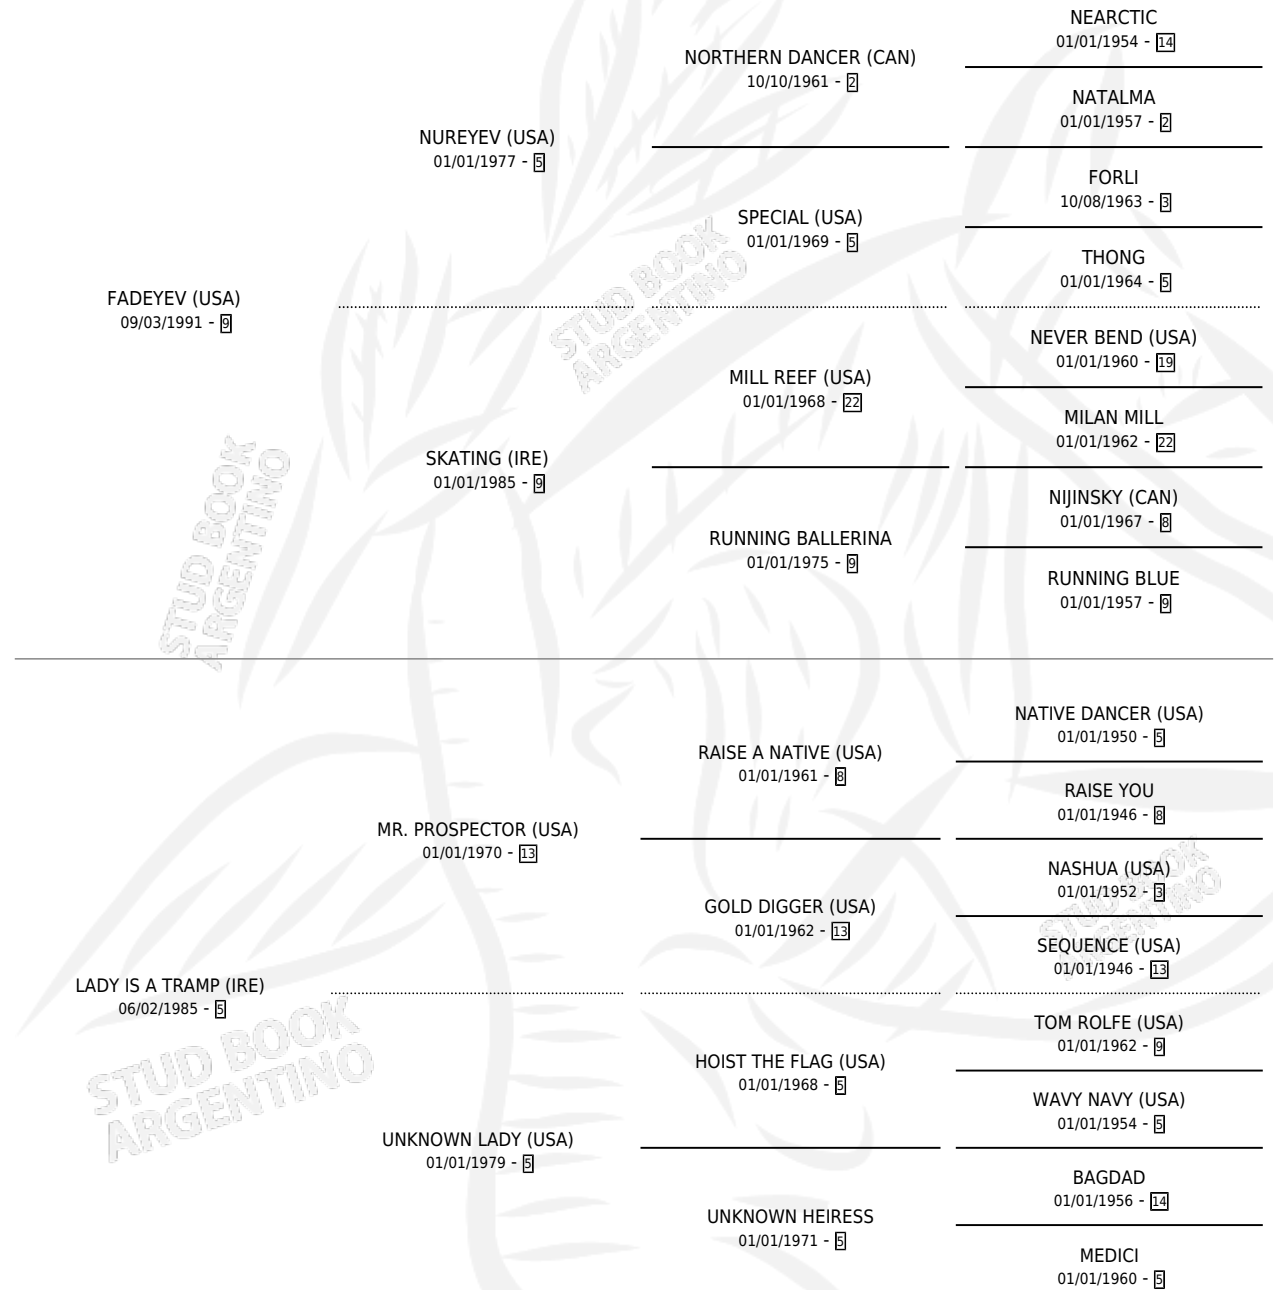 NEARCTIC
01/01/1954 - 14
NORTHERN DANCER (CAN)
10/10/1961 - 2
NATALMA
01/01/1957 - 2
NUREYEV (USA)
01/01/1977 - 5
FORLI
10/08/1963 - 3
SPECIAL (USA)
01/01/1969 - 5
THONG
01/01/1964 - 5
FADEYEV (USA)
09/03/1991 - 9
STUD BOOK
ARGENTINO
NEVER BEND (USA)
01/01/1960 - 19
MILL REEF (USA)
01/01/1968 - 22
MILAN MILL
01/01/1962 - 22
SKATING (IRE)
01/01/1985 - 9
NIJINSKY (CAN)
01/01/1967 - 8
RUNNING BALLERINA
01/01/1975 - 9
RUNNING BLUE
01/01/1957 - 9
STUD BOOK
ARGENTINO
NATIVE DANCER (USA)
01/01/1950 - 5
RAISE A NATIVE (USA)
01/01/1961 - 8
RAISE YOU
01/01/1946 - 8
MR. PROSPECTOR (USA)
01/01/1970 - 13
NASHUA (USA)
01/01/1952 - 3
GOLD DIGGER (USA)
01/01/1962 - 13
STUD BOOK
ARGENTINO
SEQUENCE (USA)
01/01/1946 - 13
LADY IS A TRAMP (IRE)
06/02/1985 - 5
TOM ROLFE (USA)
01/01/1962 - 9
HOIST THE FLAG (USA)
01/01/1968 - 5
STUD BOOK
ARGENTINO
WAVY NAVY (USA)
01/01/1954 - 5
UNKNOWN LADY (USA)
01/01/1979 - 5
BAGDAD
01/01/1956 - 14
UNKNOWN HEIRESS
01/01/1971 - 5
MEDICI
01/01/1960 - 5